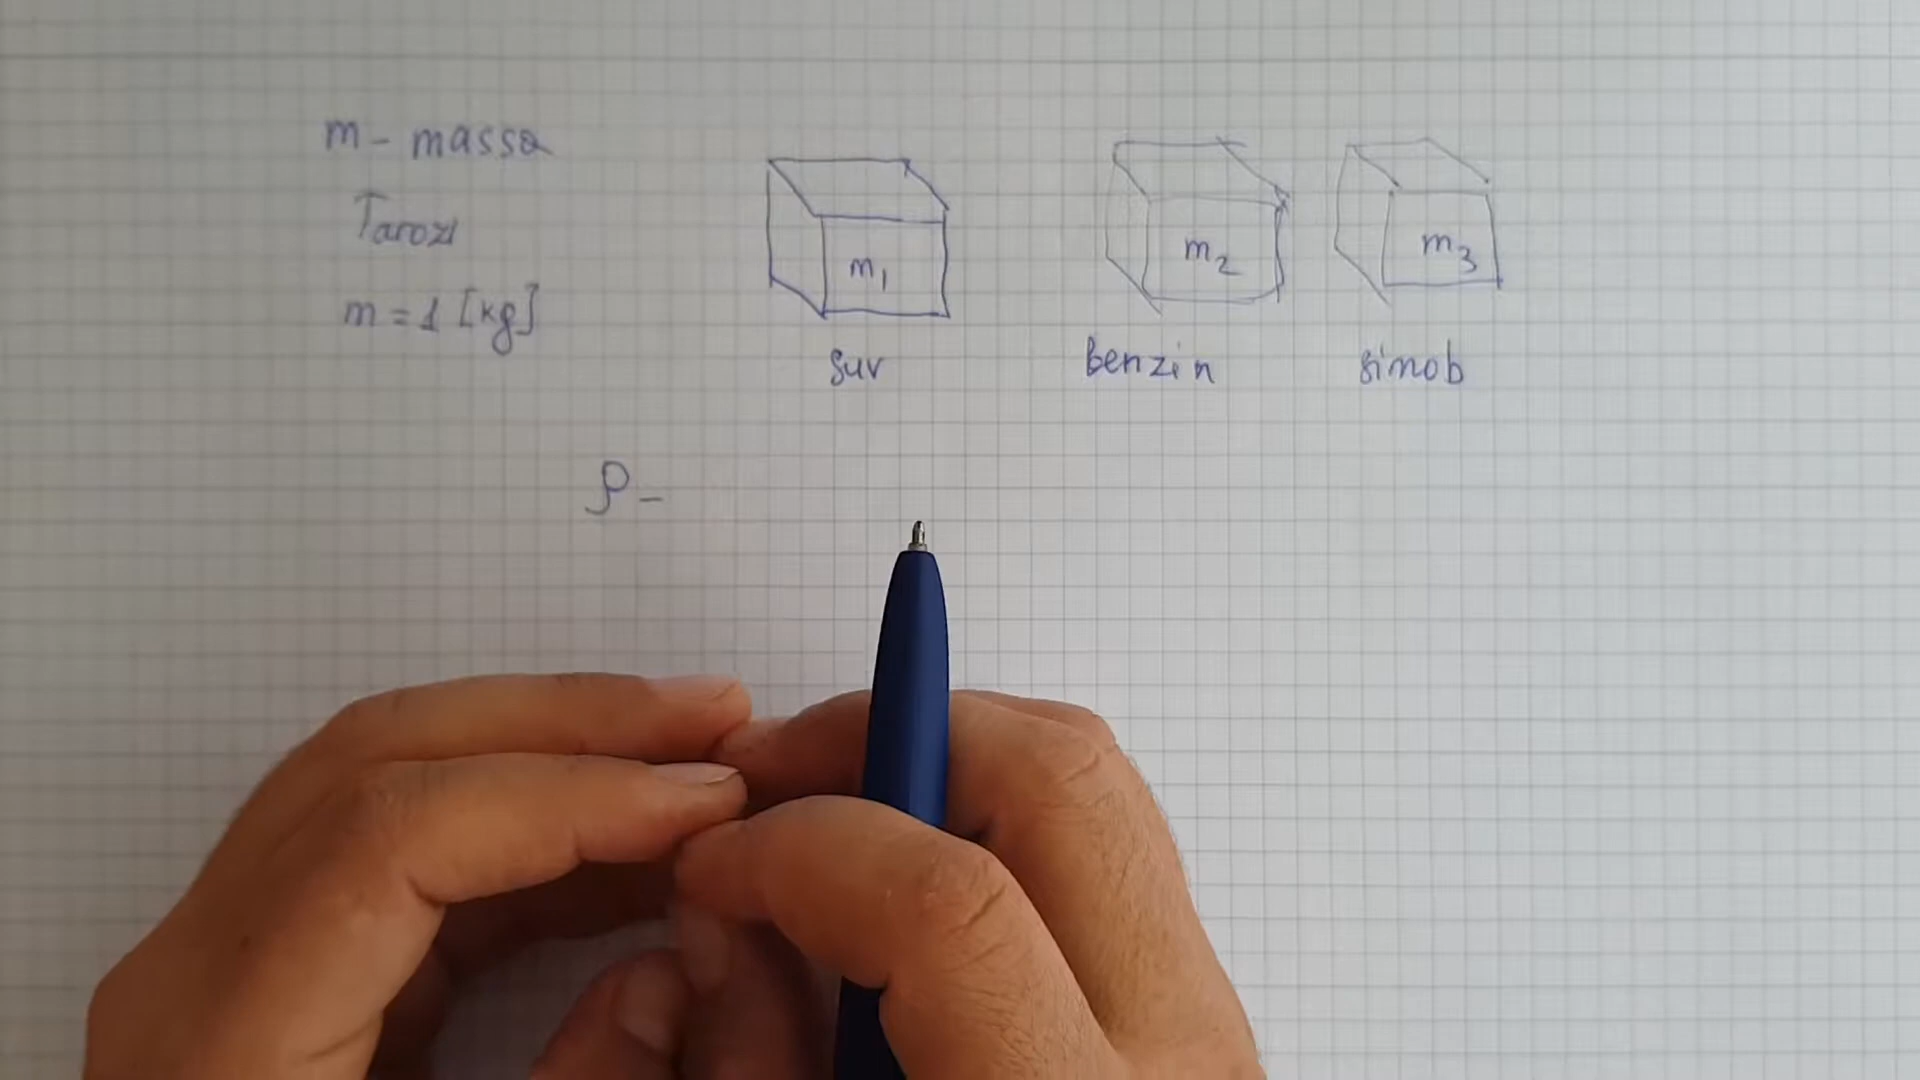 m - massa
Tarozi
m = 1 [kg]
m₁
m₂
m₃
suv
Benzin
simob
ρ -